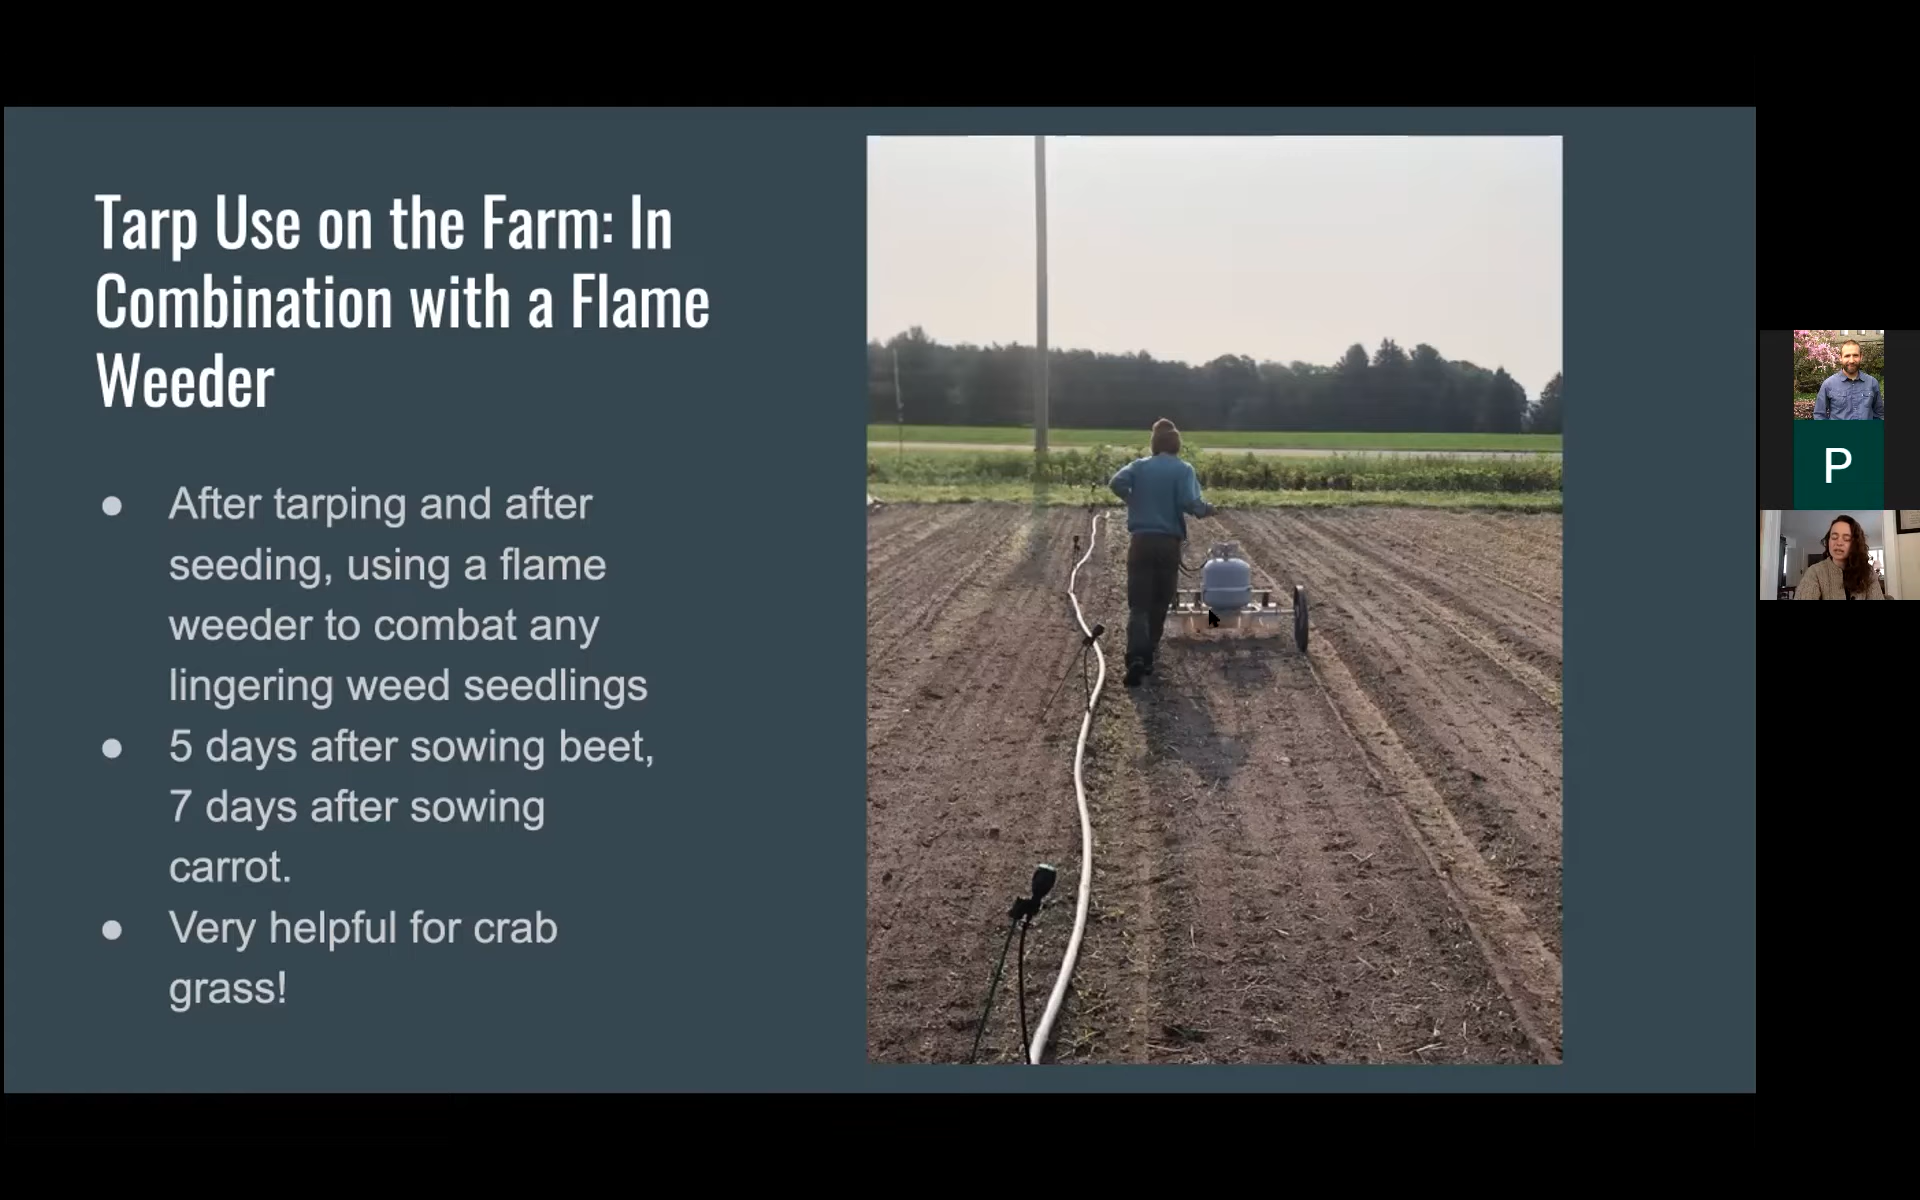 Tarp Use on the Farm: In
Combination with a Flame
Weeder
● After tarping and after
seeding, using a flame
weeder to combat any
lingering weed seedlings
● 5 days after sowing beet,
7 days after sowing
carrot.
● Very helpful for crab
grass!
P